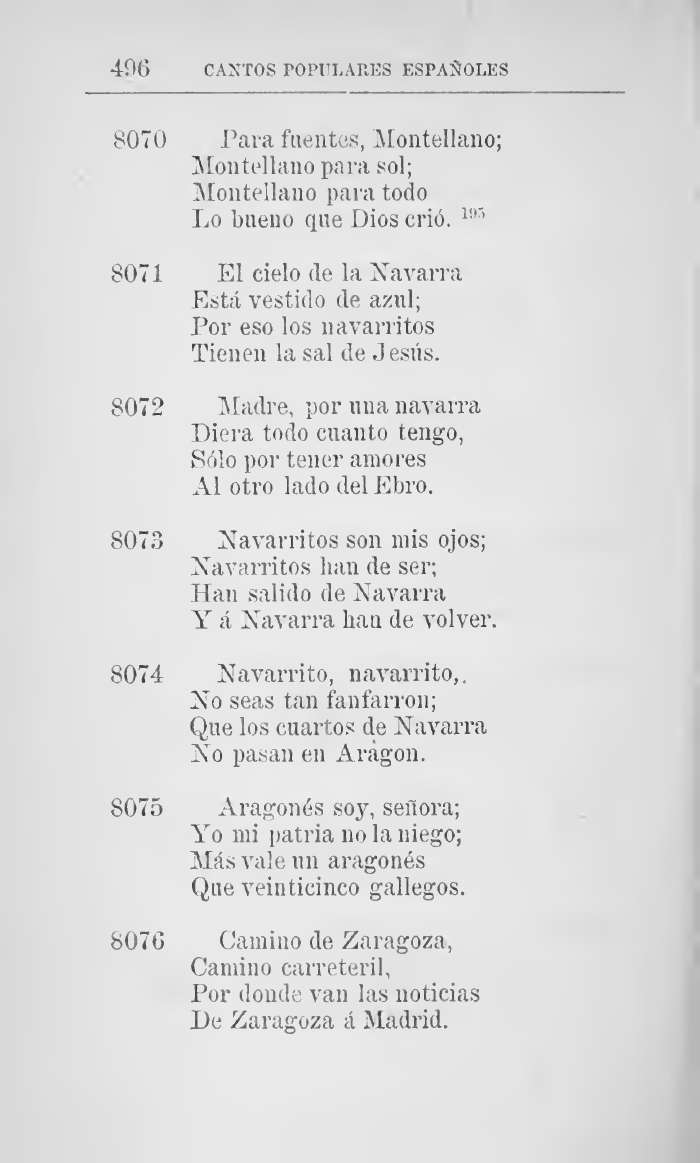 496 CANTOS POPULARES ESPAÑOLES
8070 Para fuentes, Montellano;
Montellano para sol;
Montellano para todo
Lo bueno que Dios crió. 195
8071 El cielo de la Navarra
Está vestido de azul;
Por eso los navarritos
Tienen la sal de Jesús.
8072 Madre, por una navarra
Diera todo cuanto tengo,
Sólo por tener amores
Al otro lado del Ebro.
8073 Navarritos son mis ojos;
Navarritos han de ser;
Han salido de Navarra
Y á Navarra han de volver.
8074 Navarrito, navarrito,.
No seas tan fanfarron;
Que los cuartos de Navarra
No pasan en Aragon.
8075 Aragonés soy, señora;
Yo mi patria no la niego;
Más vale un aragonés
Que veinticinco gallegos.
8076 Camino de Zaragoza,
Camino carreteril,
Por donde van las noticias
De Zaragoza á Madrid.